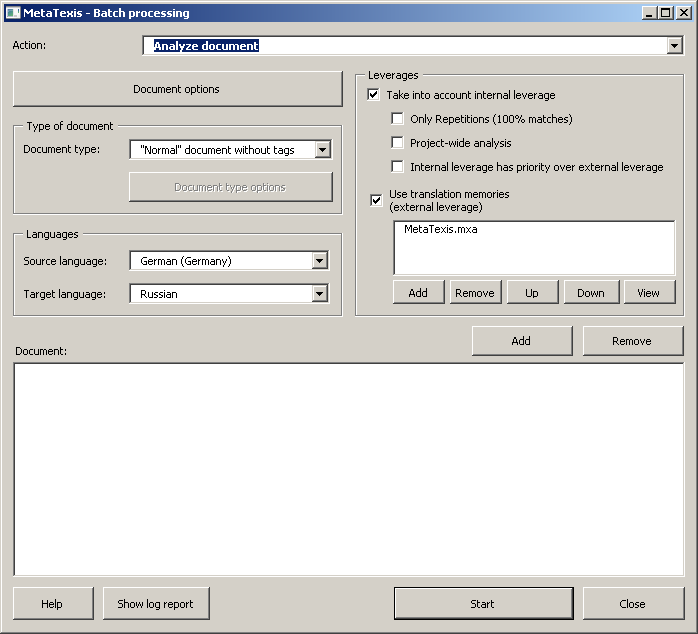 MetaTexis - Batch processing
Action:
Analyze document
Document options
Type of document
Document type:
"Normal" document without tags
Document type options
Languages
Source language:
German (Germany)
Target language:
Russian
Leverages
Take into account internal leverage
Only Repetitions (100% matches)
Project-wide analysis
Internal leverage has priority over external leverage
Use translation memories
(external leverage)
MetaTexis.mxa
Add
Remove
Up
Down
View
Add
Remove
Document:
Help
Show log report
Start
Close